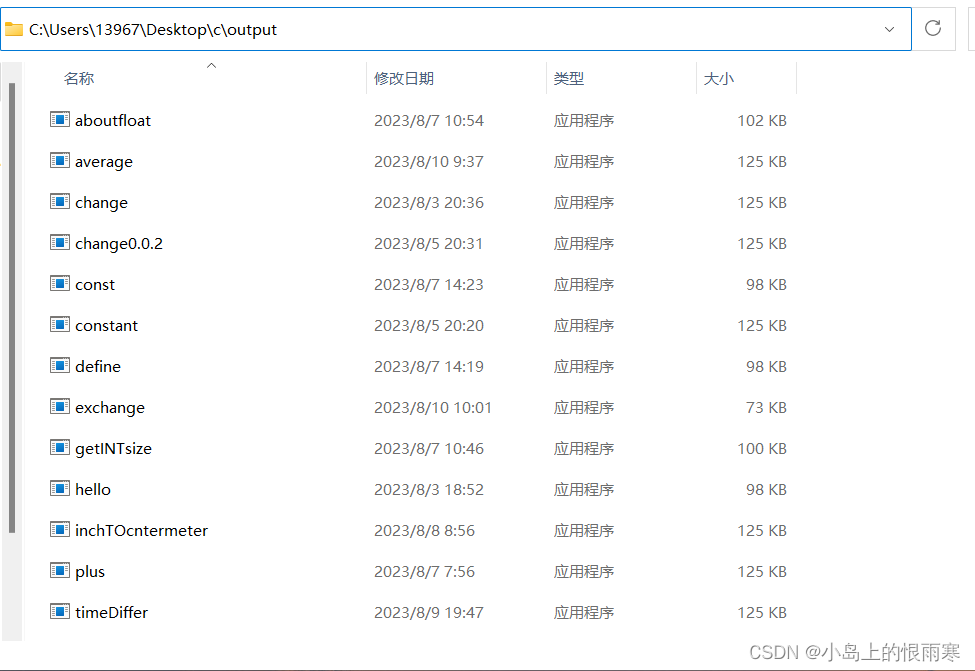 C:\Users\13967\Desktop\c\output
名称 修改日期 类型 大小
aboutfloat 2023/8/7 10:54 应用程序 102 KB
average 2023/8/10 9:37 应用程序 125 KB
change 2023/8/3 20:36 应用程序 125 KB
change0.0.2 2023/8/5 20:31 应用程序 125 KB
const 2023/8/7 14:23 应用程序 98 KB
constant 2023/8/5 20:20 应用程序 125 KB
define 2023/8/7 14:19 应用程序 98 KB
exchange 2023/8/10 10:01 应用程序 73 KB
getINTsize 2023/8/7 10:46 应用程序 100 KB
hello 2023/8/3 18:52 应用程序 98 KB
inchTOcntermeter 2023/8/8 8:56 应用程序 125 KB
plus 2023/8/7 7:56 应用程序 125 KB
timeDiffer 2023/8/9 19:47 应用程序 125 KB
CSDN @小岛上的恨雨寒